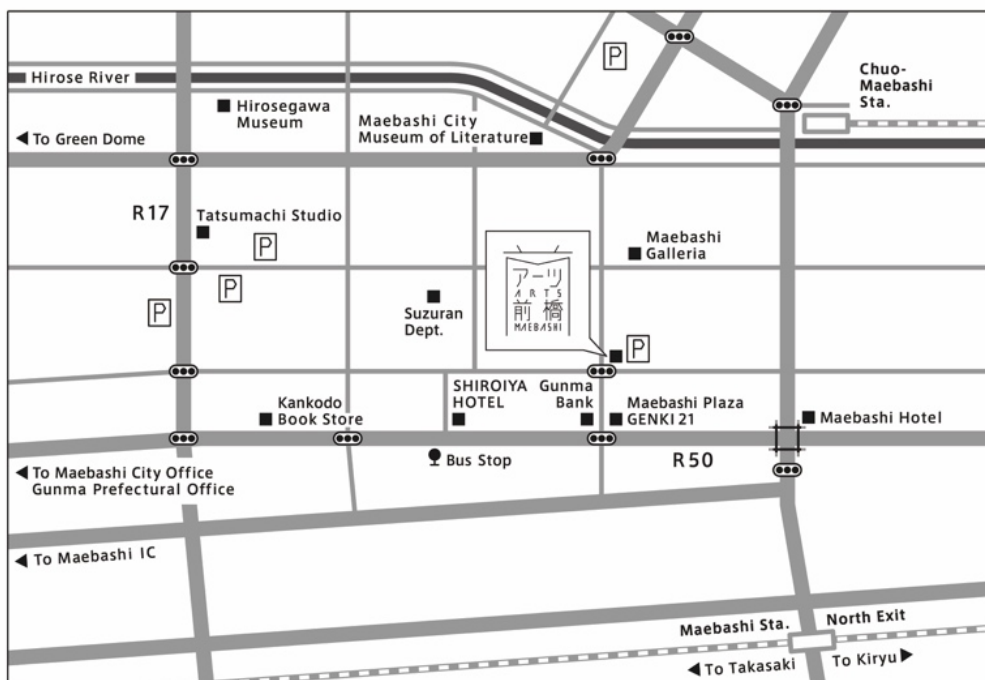 P
Chuo-
Maebashi
Sta.
Hirose River
Hirosegawa
Museum
Maebashi City
Museum of Literature
To Green Dome
R17
Tatsumachi Studio
P
P
P
Maebashi
Galleria
アーツ
ARTS
前橋
MAEBASHI
Suzuran
Dept.
P
Kankodo
Book Store
SHIROIYA
HOTEL
Gunma
Bank
Maebashi Plaza
GENKI 21
Maebashi Hotel
Bus Stop
R50
To Maebashi City Office
Gunma Prefectural Office
To Maebashi IC
Maebashi Sta.
North Exit
To Takasaki
To Kiryu